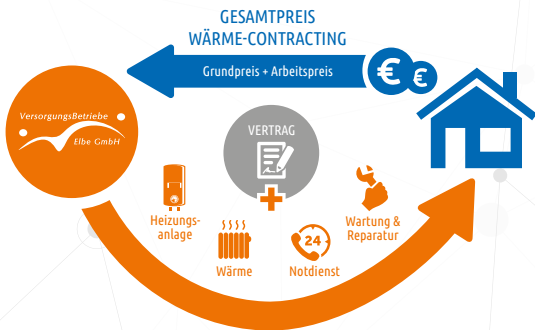 GESAMTPREIS
WÄRME-CONTRACTING
Grundpreis + Arbeitspreis
€ €
VersorgungsBetriebe
Elbe GmbH
VERTRAG
Heizungs-
anlage
Wärme
24
Notdienst
Wartung &
Reparatur